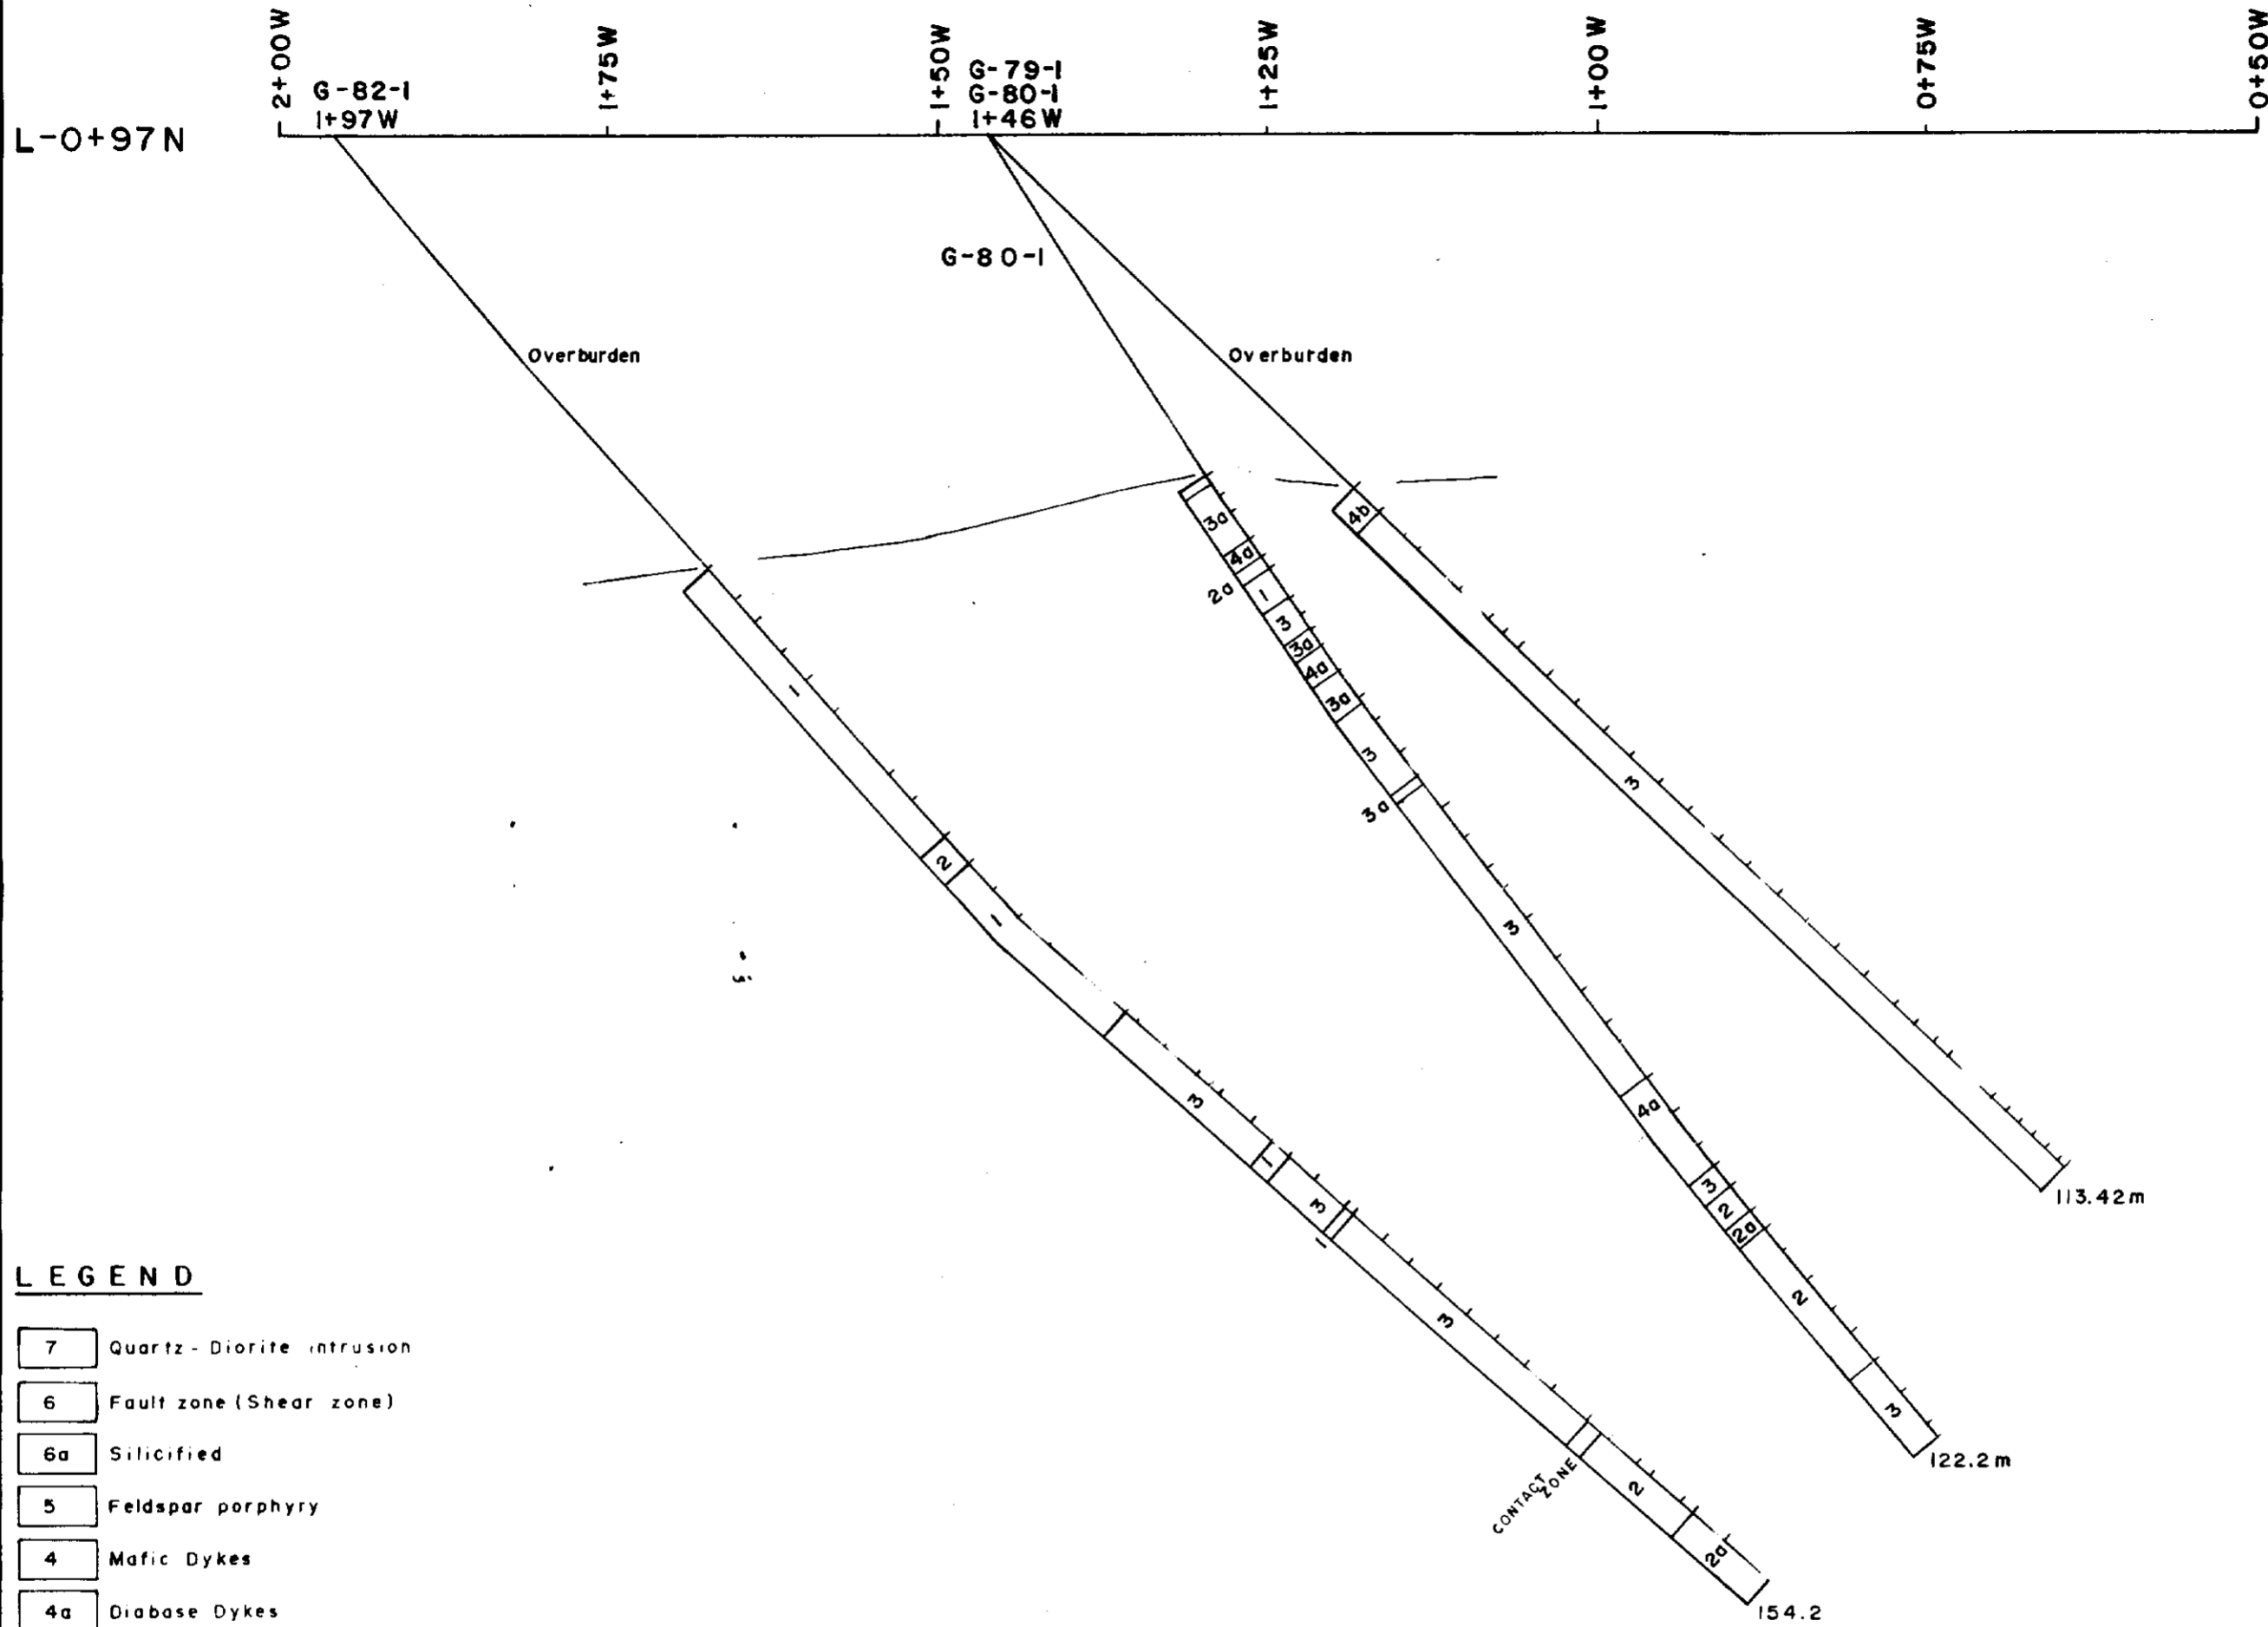 2+00W
1+75W
1+50W
1+25W
1+00W
0+75W
0+50W
G-82-1
1+97W
G-79-1
G-80-1
1+46W
L-0+97N
G-80-1
Overburden
Overburden
1
2
1
3
1
3
1
3
CONTACT ZONE
2
2a
154.2
3a
4a
2a
1
3
3a
4a
3a
3
3a
3
4a
3
2
2a
2
3
122.2m
4b
3
113.42m
LEGEND
7 Quartz - Diorite intrusion
6 Fault zone (Shear zone)
6a Silicified
5 Feldspar porphyry
4 Mafic Dykes
4a Diabase Dykes